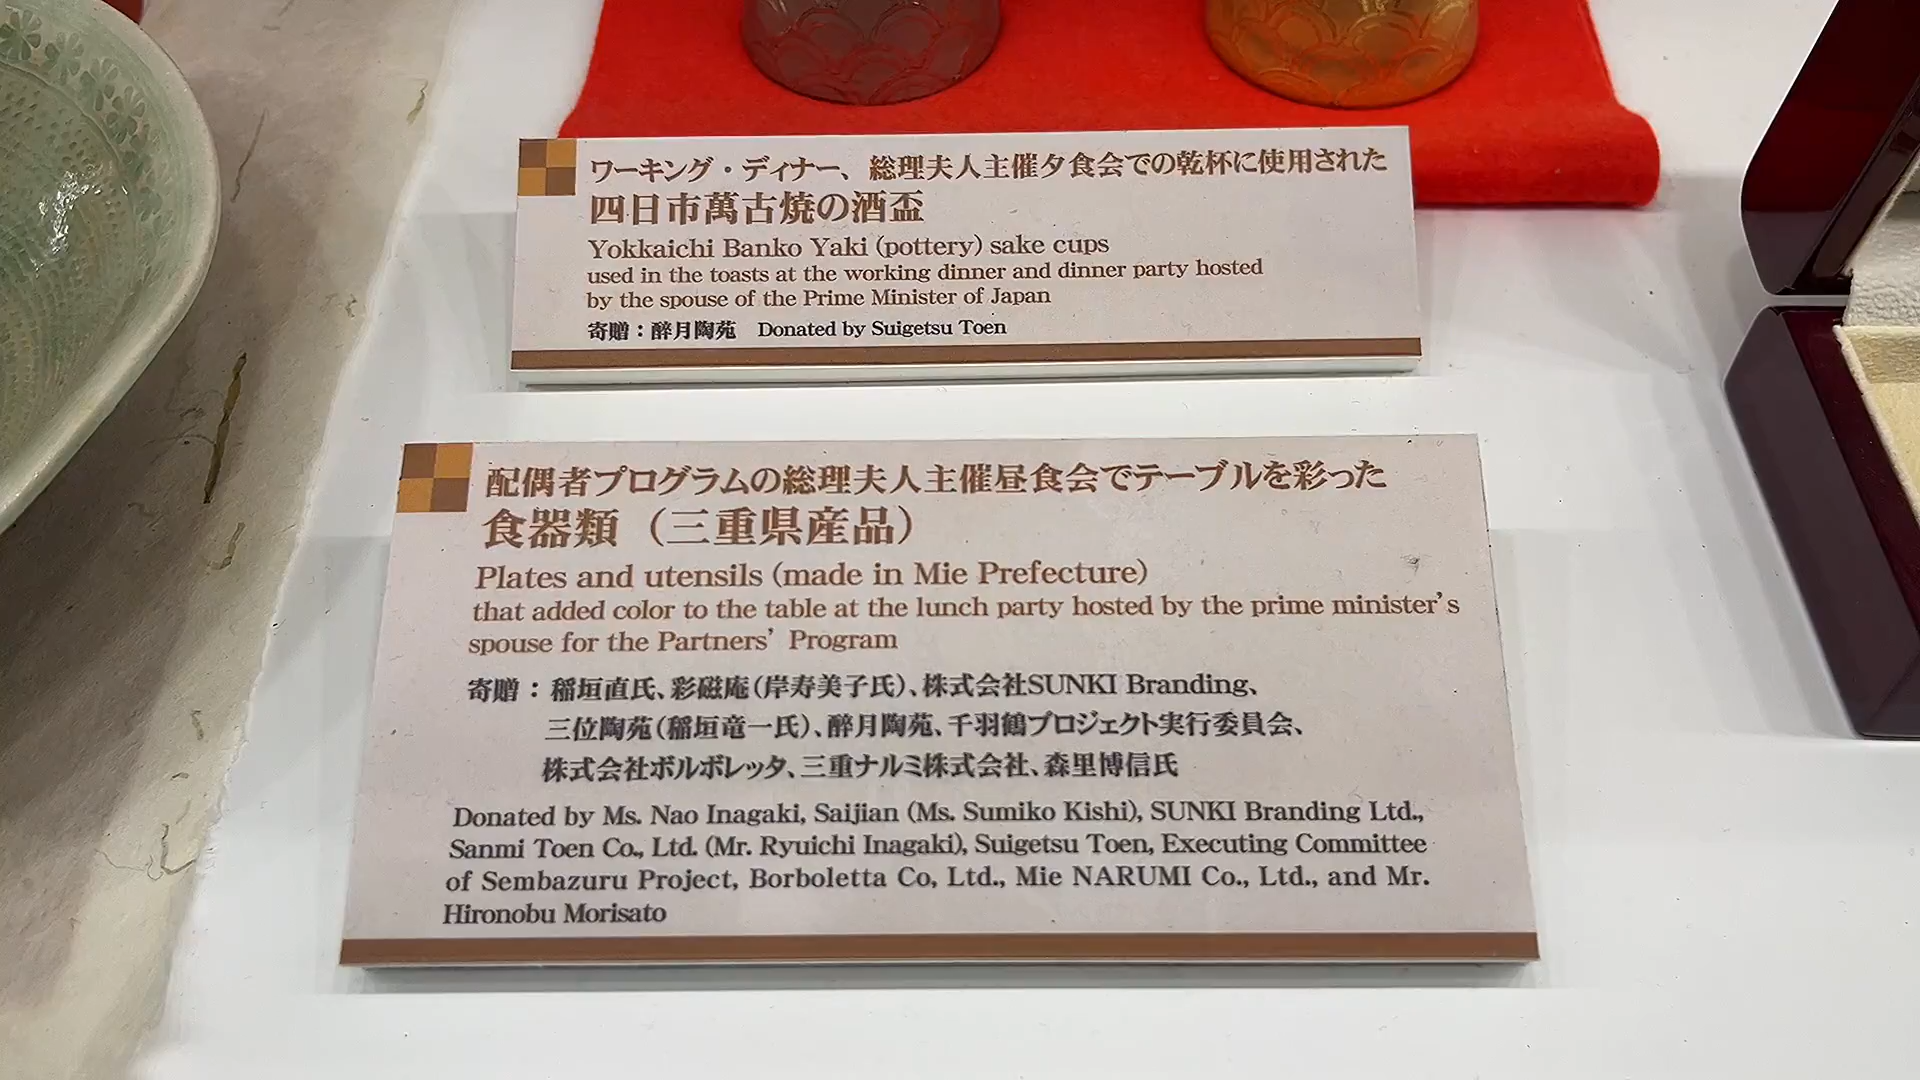 ワーキング・ディナー、総理夫人主催夕食会での乾杯に使用された
四日市萬古焼の酒盃
Yokkaichi Banko Yaki (pottery) sake cups
used in the toasts at the working dinner and dinner party hosted
by the spouse of the Prime Minister of Japan
寄贈：醉月陶苑 Donated by Suigetsu Toen
配偶者プログラムの総理夫人主催昼食会でテーブルを彩った
食器類（三重県産品）
Plates and utensils (made in Mie Prefecture)
that added color to the table at the lunch party hosted by the prime minister's
spouse for the Partners' Program
寄贈：稲垣直氏、彩磁庵（岸寿美子氏）、株式会社SUNKI Branding、
三位陶苑（稲垣竜一氏）、醉月陶苑、千羽鶴プロジェクト実行委員会、
株式会社ボルボレッタ、三重ナルミ株式会社、森里博信氏
Donated by Ms. Nao Inagaki, Saijian (Ms. Sumiko Kishi), SUNKI Branding Ltd.,
Sanmi Toen Co., Ltd. (Mr. Ryuichi Inagaki), Suigetsu Toen, Executing Committee
of Sembazuru Project, Borboletta Co, Ltd., Mie NARUMI Co., Ltd., and Mr.
Hironobu Morisato